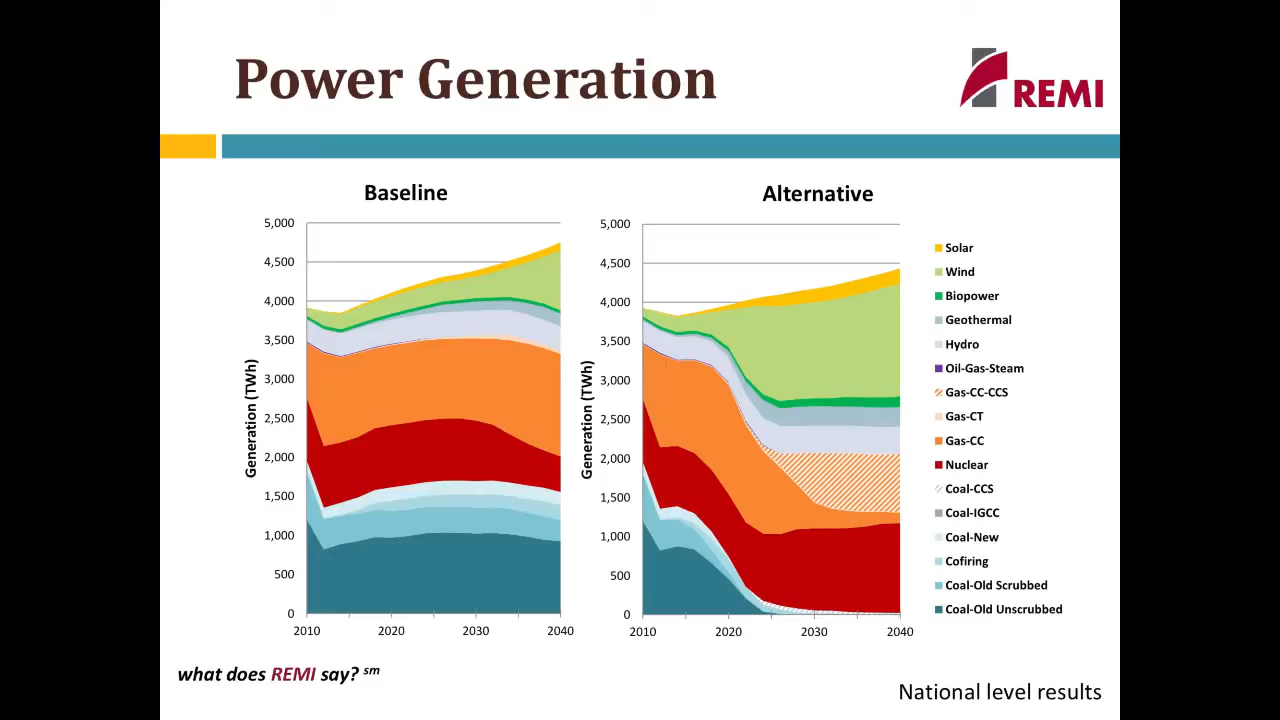 Power Generation
REMI
Baseline
Alternative
Generation (TWh)
5,000
4,500
4,000
3,500
3,000
2,500
2,000
1,500
1,000
500
0
2010
2020
2030
2040
Generation (TWh)
5,000
4,500
4,000
3,500
3,000
2,500
2,000
1,500
1,000
500
0
2010
2020
2030
2040
Solar
Wind
Biopower
Geothermal
Hydro
Oil-Gas-Steam
Gas-CC-CCS
Gas-CT
Gas-CC
Nuclear
Coal-CCS
Coal-IGCC
Coal-New
Cofiring
Coal-Old Scrubbed
Coal-Old Unscrubbed
what does REMI say? sm
National level results